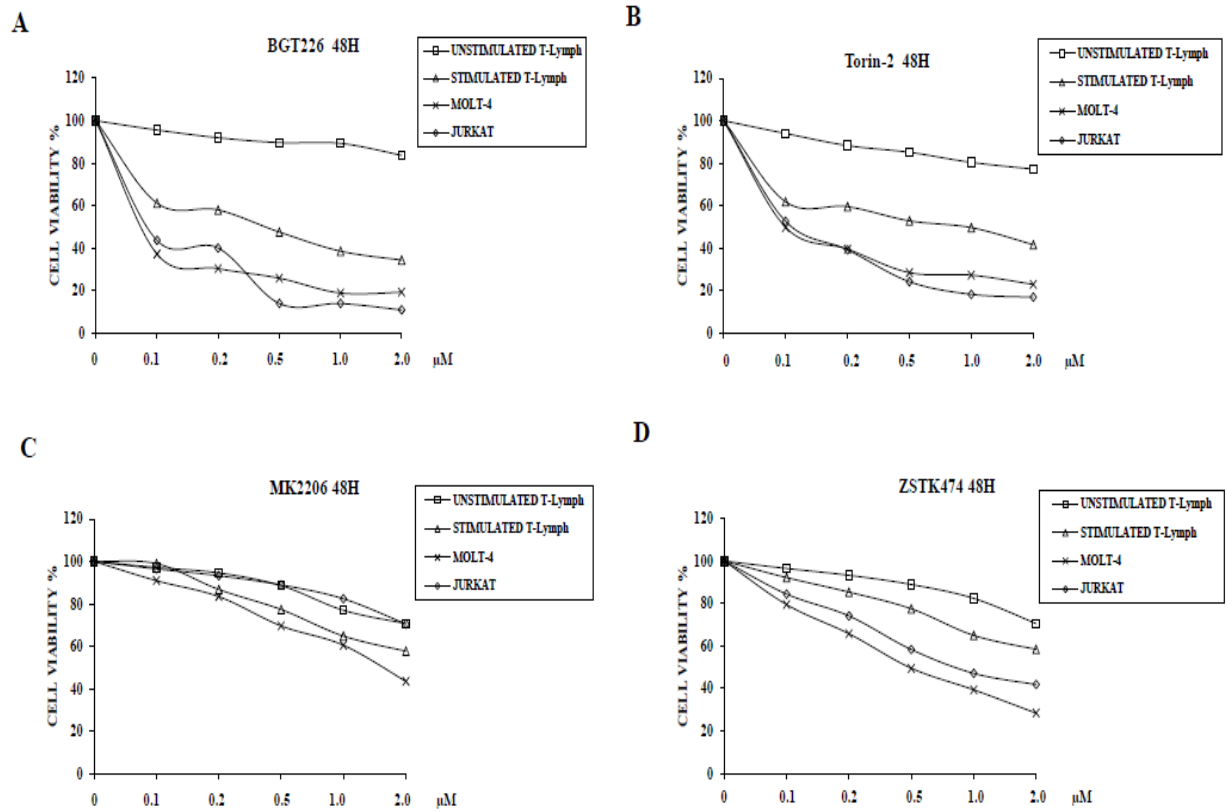 A
BGT226 48H
UNSTIMULATED T-Lymph
STIMULATED T-Lymph
MOLT-4
JURKAT
CELL VIABILITY %
120
100
80
60
40
20
0
0 0.1 0.2 0.5 1.0 2.0 µM
B
Torin-2 48H
UNSTIMULATED T-Lymph
STIMULATED T-Lymph
MOLT-4
JURKAT
CELL VIABILITY %
120
100
80
60
40
20
0
0 0.1 0.2 0.5 1.0 2.0 µM
C
MK2206 48H
UNSTIMULATED T-Lymph
STIMULATED T-Lymph
MOLT-4
JURKAT
CELL VIABILITY %
120
100
80
60
40
20
0
0 0.1 0.2 0.5 1.0 2.0 µM
D
ZSTK474 48H
UNSTIMULATED T-Lymph
STIMULATED T-Lymph
MOLT-4
JURKAT
CELL VIABILITY %
120
100
80
60
40
20
0
0 0.1 0.2 0.5 1.0 2.0 µM